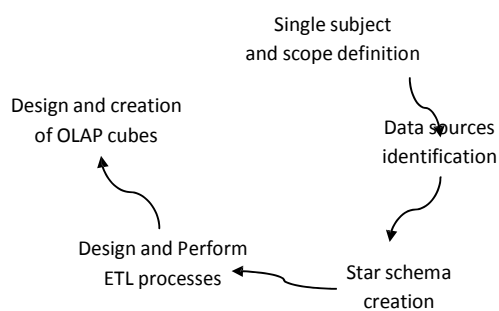 Single subject
and scope definition
Data sources
identification
Star schema
creation
Design and Perform
ETL processes
Design and creation
of OLAP cubes